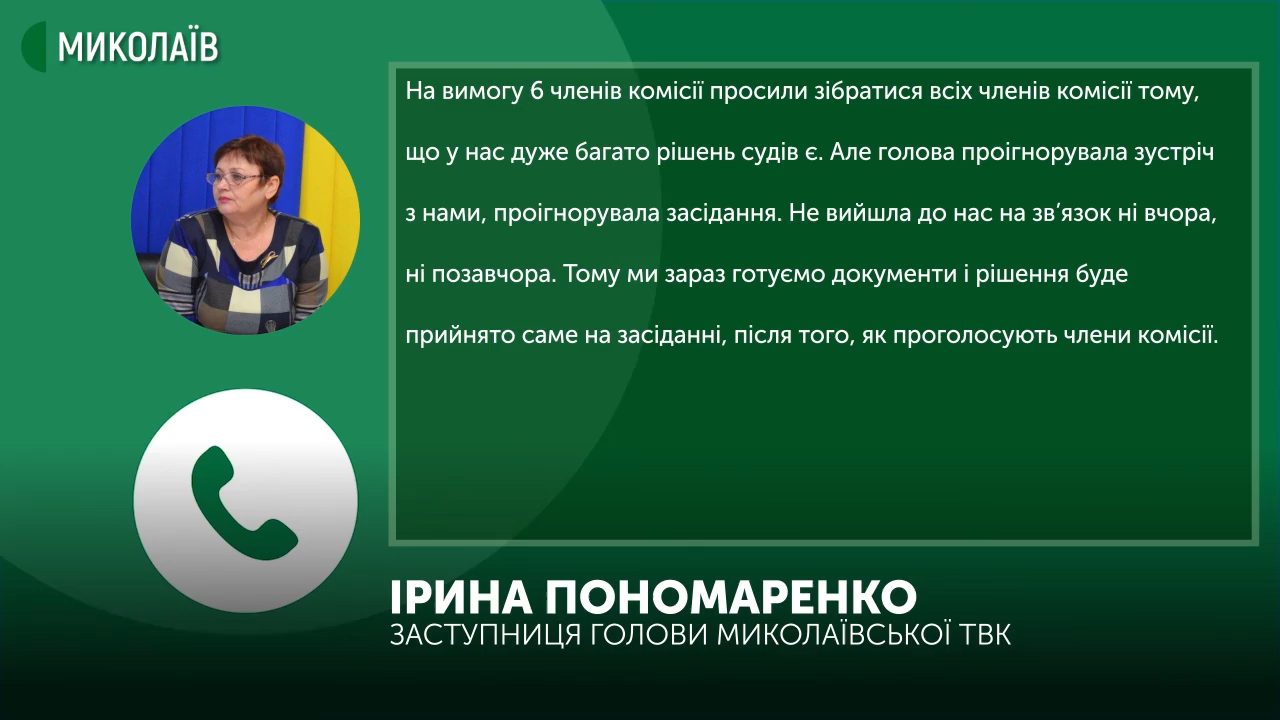 МИКОЛАЇВ
На вимогу 6 членів комісії просили зібратися всіх членів комісії тому,
що у нас дуже багато рішень судів є. Але голова проігнорувала зустріч
з нами, проігнорувала засідання. Не вийшла до нас на зв’язок ні вчора,
ні позавчора. Тому ми зараз готуємо документи і рішення буде
прийнято саме на засіданні, після того, як проголосують члени комісії.
ІРИНА ПОНОМАРЕНКО
ЗАСТУПНИЦЯ ГОЛОВИ МИКОЛАЇВСЬКОЇ ТВК